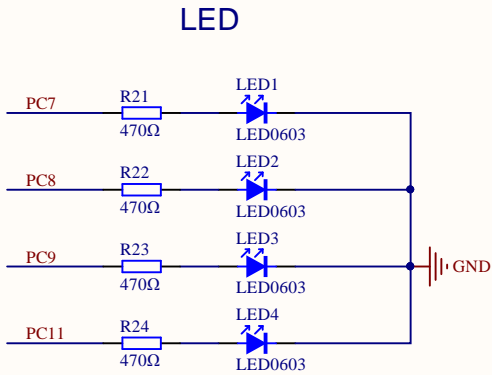 LED
LED1
PC7
R21
470Ω
LED0603
LED2
PC8
R22
470Ω
LED0603
LED3
PC9
R23
GND
470Ω
LED0603
LED4
PC11
R24
470Ω
LED0603